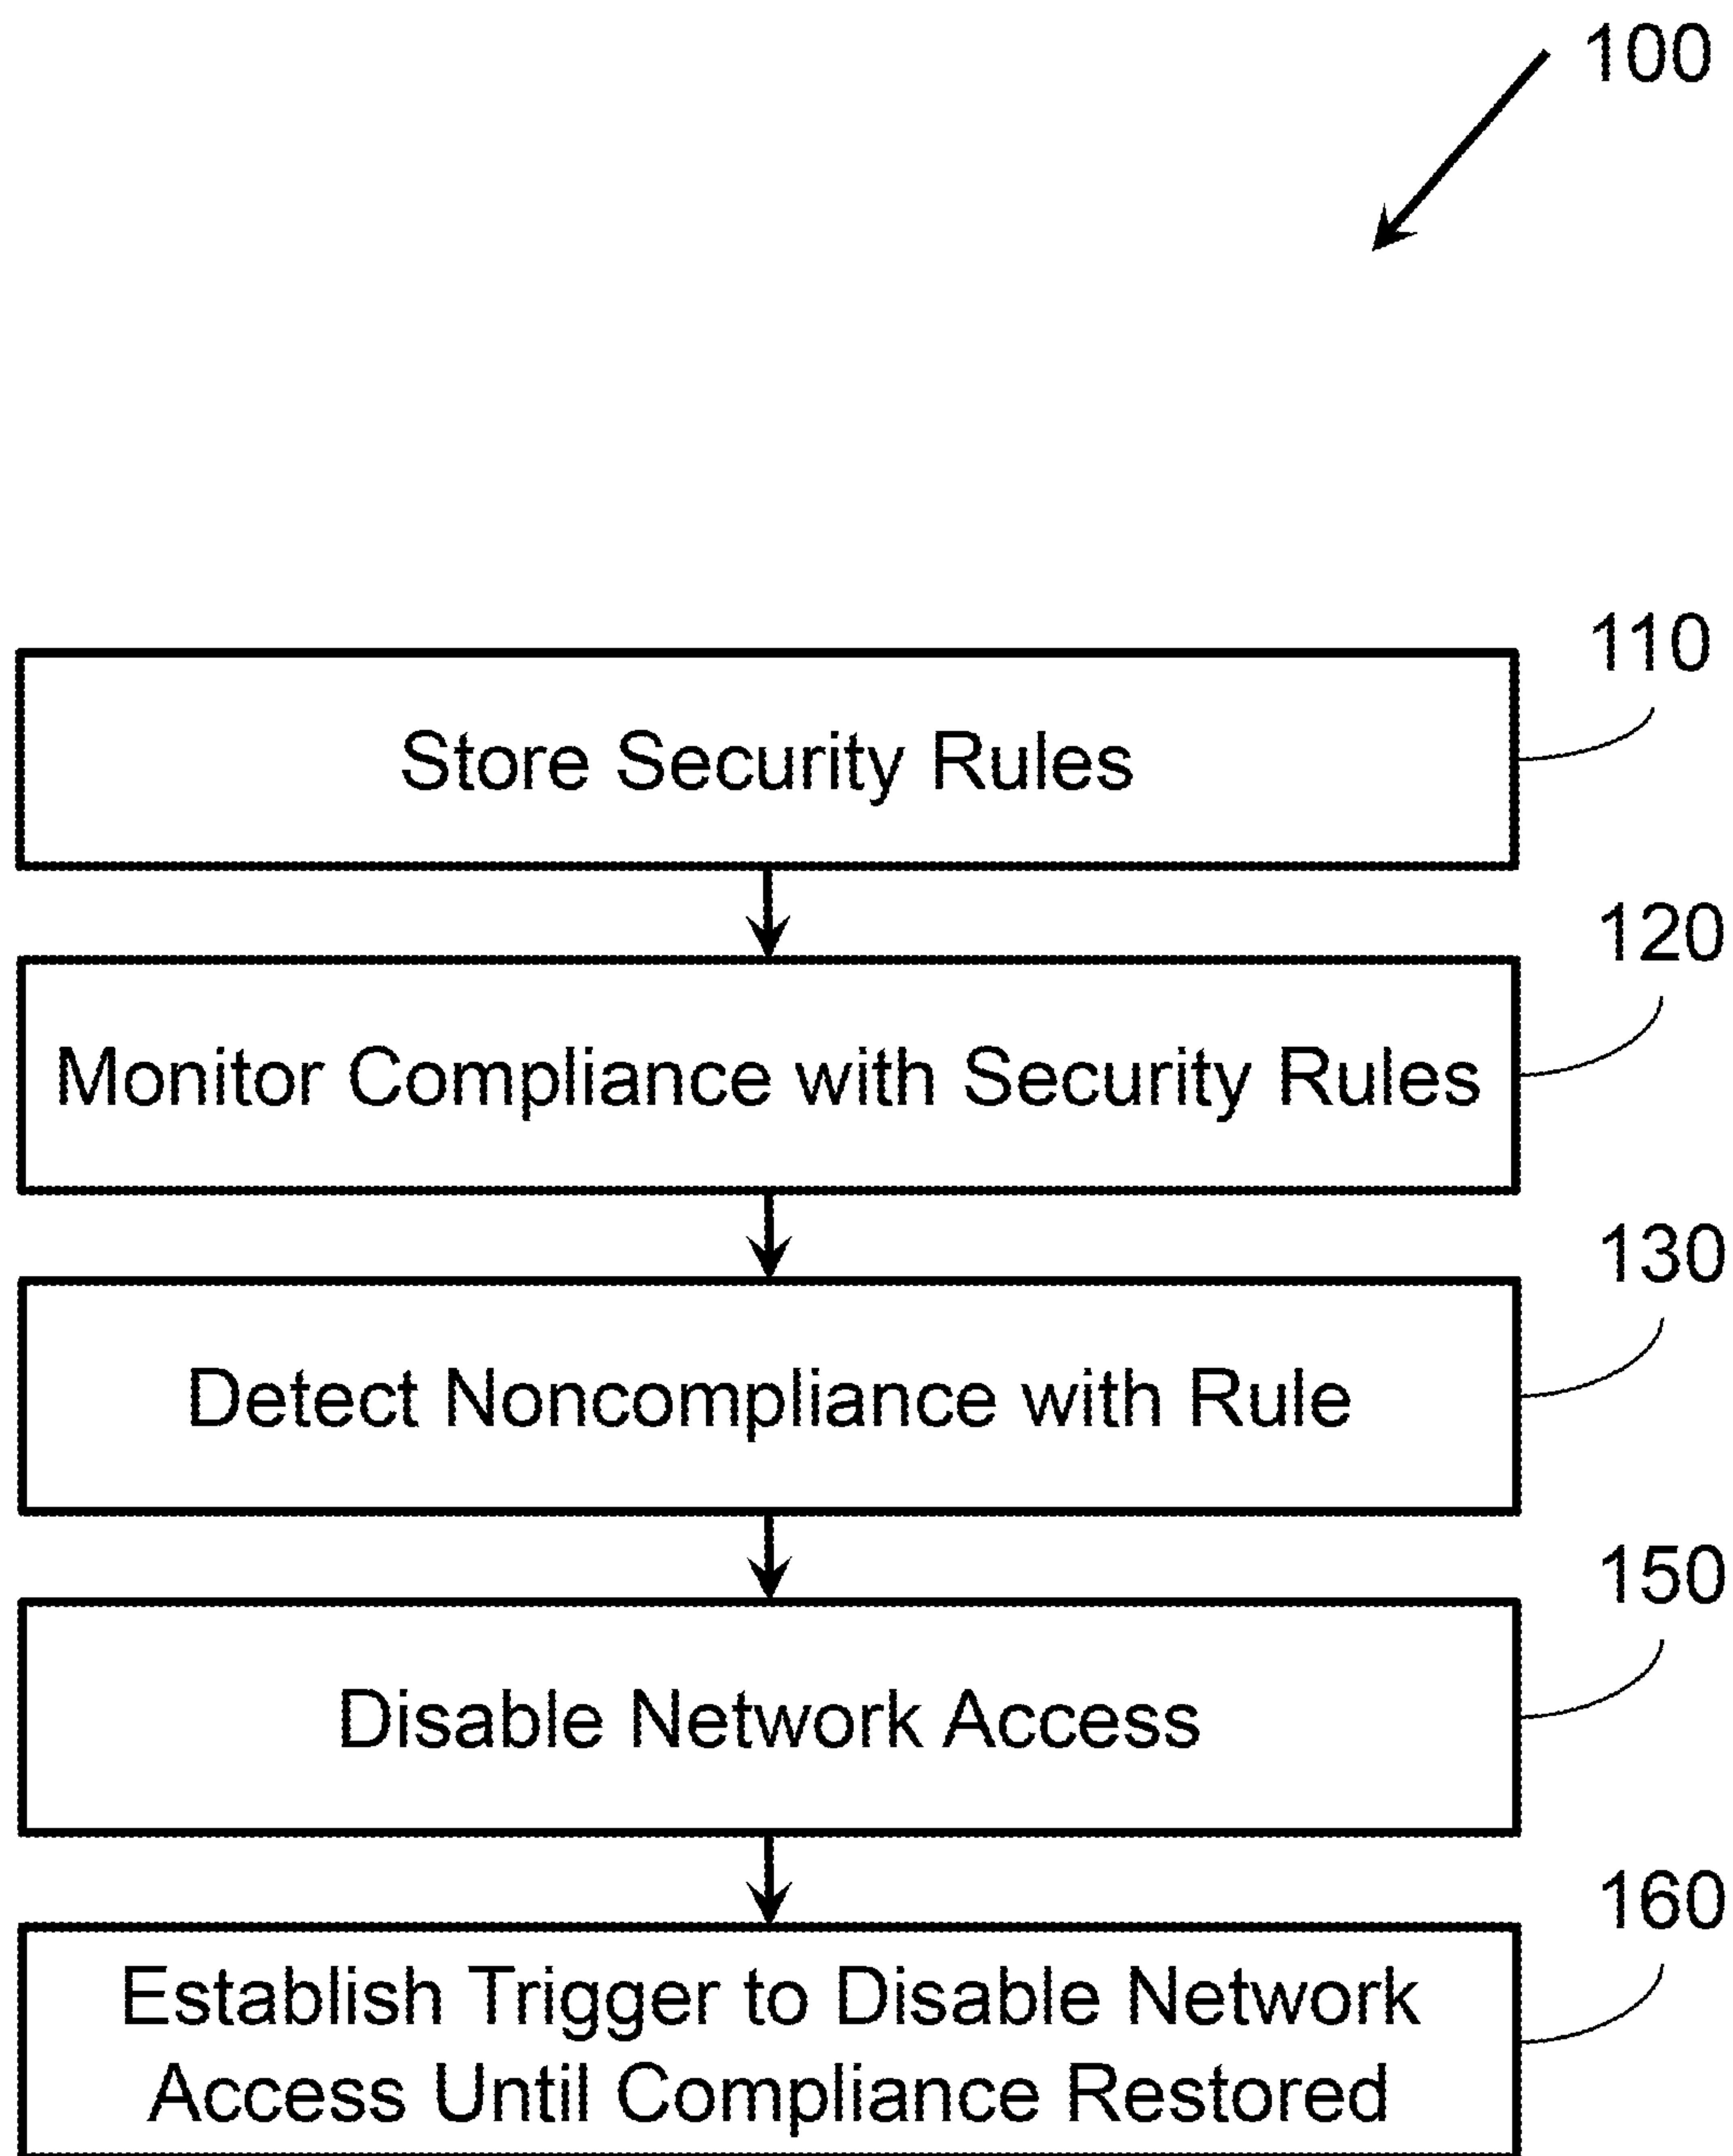 100
110
Store Security Rules
120
Monitor Compliance with Security Rules
130
Detect Noncompliance with Rule
150
Disable Network Access
160
Establish Trigger to Disable Network
Access Until Compliance Restored